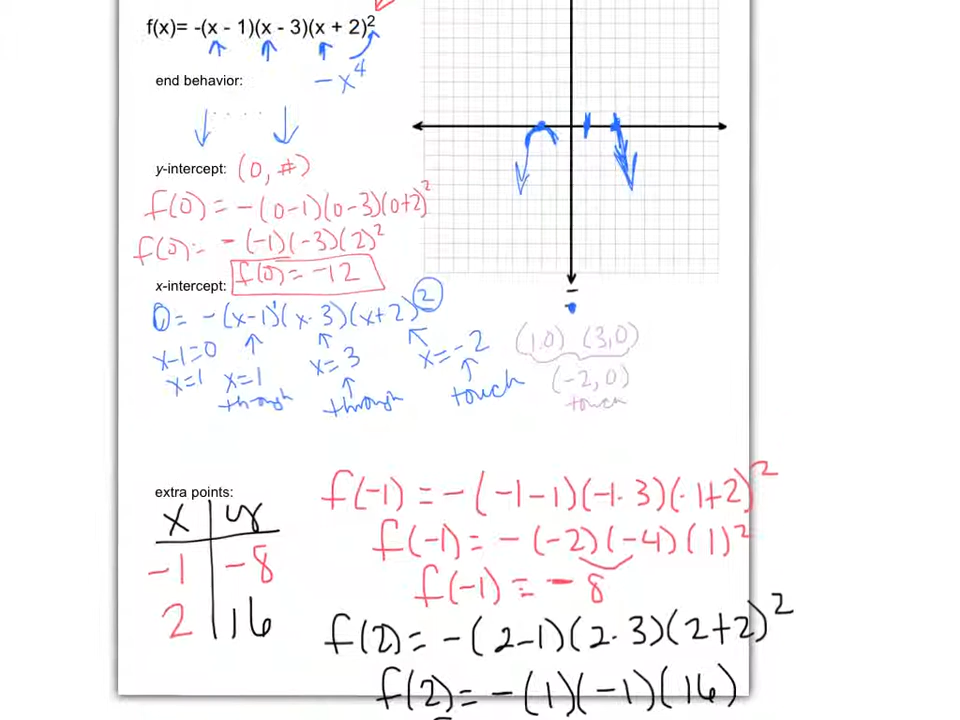 f(x)= -(x - 1)(x - 3)(x + 2)²
- x⁴
end behavior:
y-intercept: (0, #)
f(0) = -(0-1)(0-3)(0+2)²
f(0)= -(-1)(-3)(2)²
f(0) = -12
x-intercept:
0 = -(x-1)¹(x-3)(x+2)²
x-1=0
x=1
x=1
through
x=3
through
x=-2
touch
(1,0) (3,0)
(-2,0)
touch
extra points:
x | y
-1 | -8
2 | 16
f(-1) = -(-1-1)(-1-3)(-1+2)²
f(-1) = -(-2)(-4)(1)²
f(-1) = -8
f(2) = -(2-1)(2-3)(2+2)²
f(2) = -(1)(-1)(16)